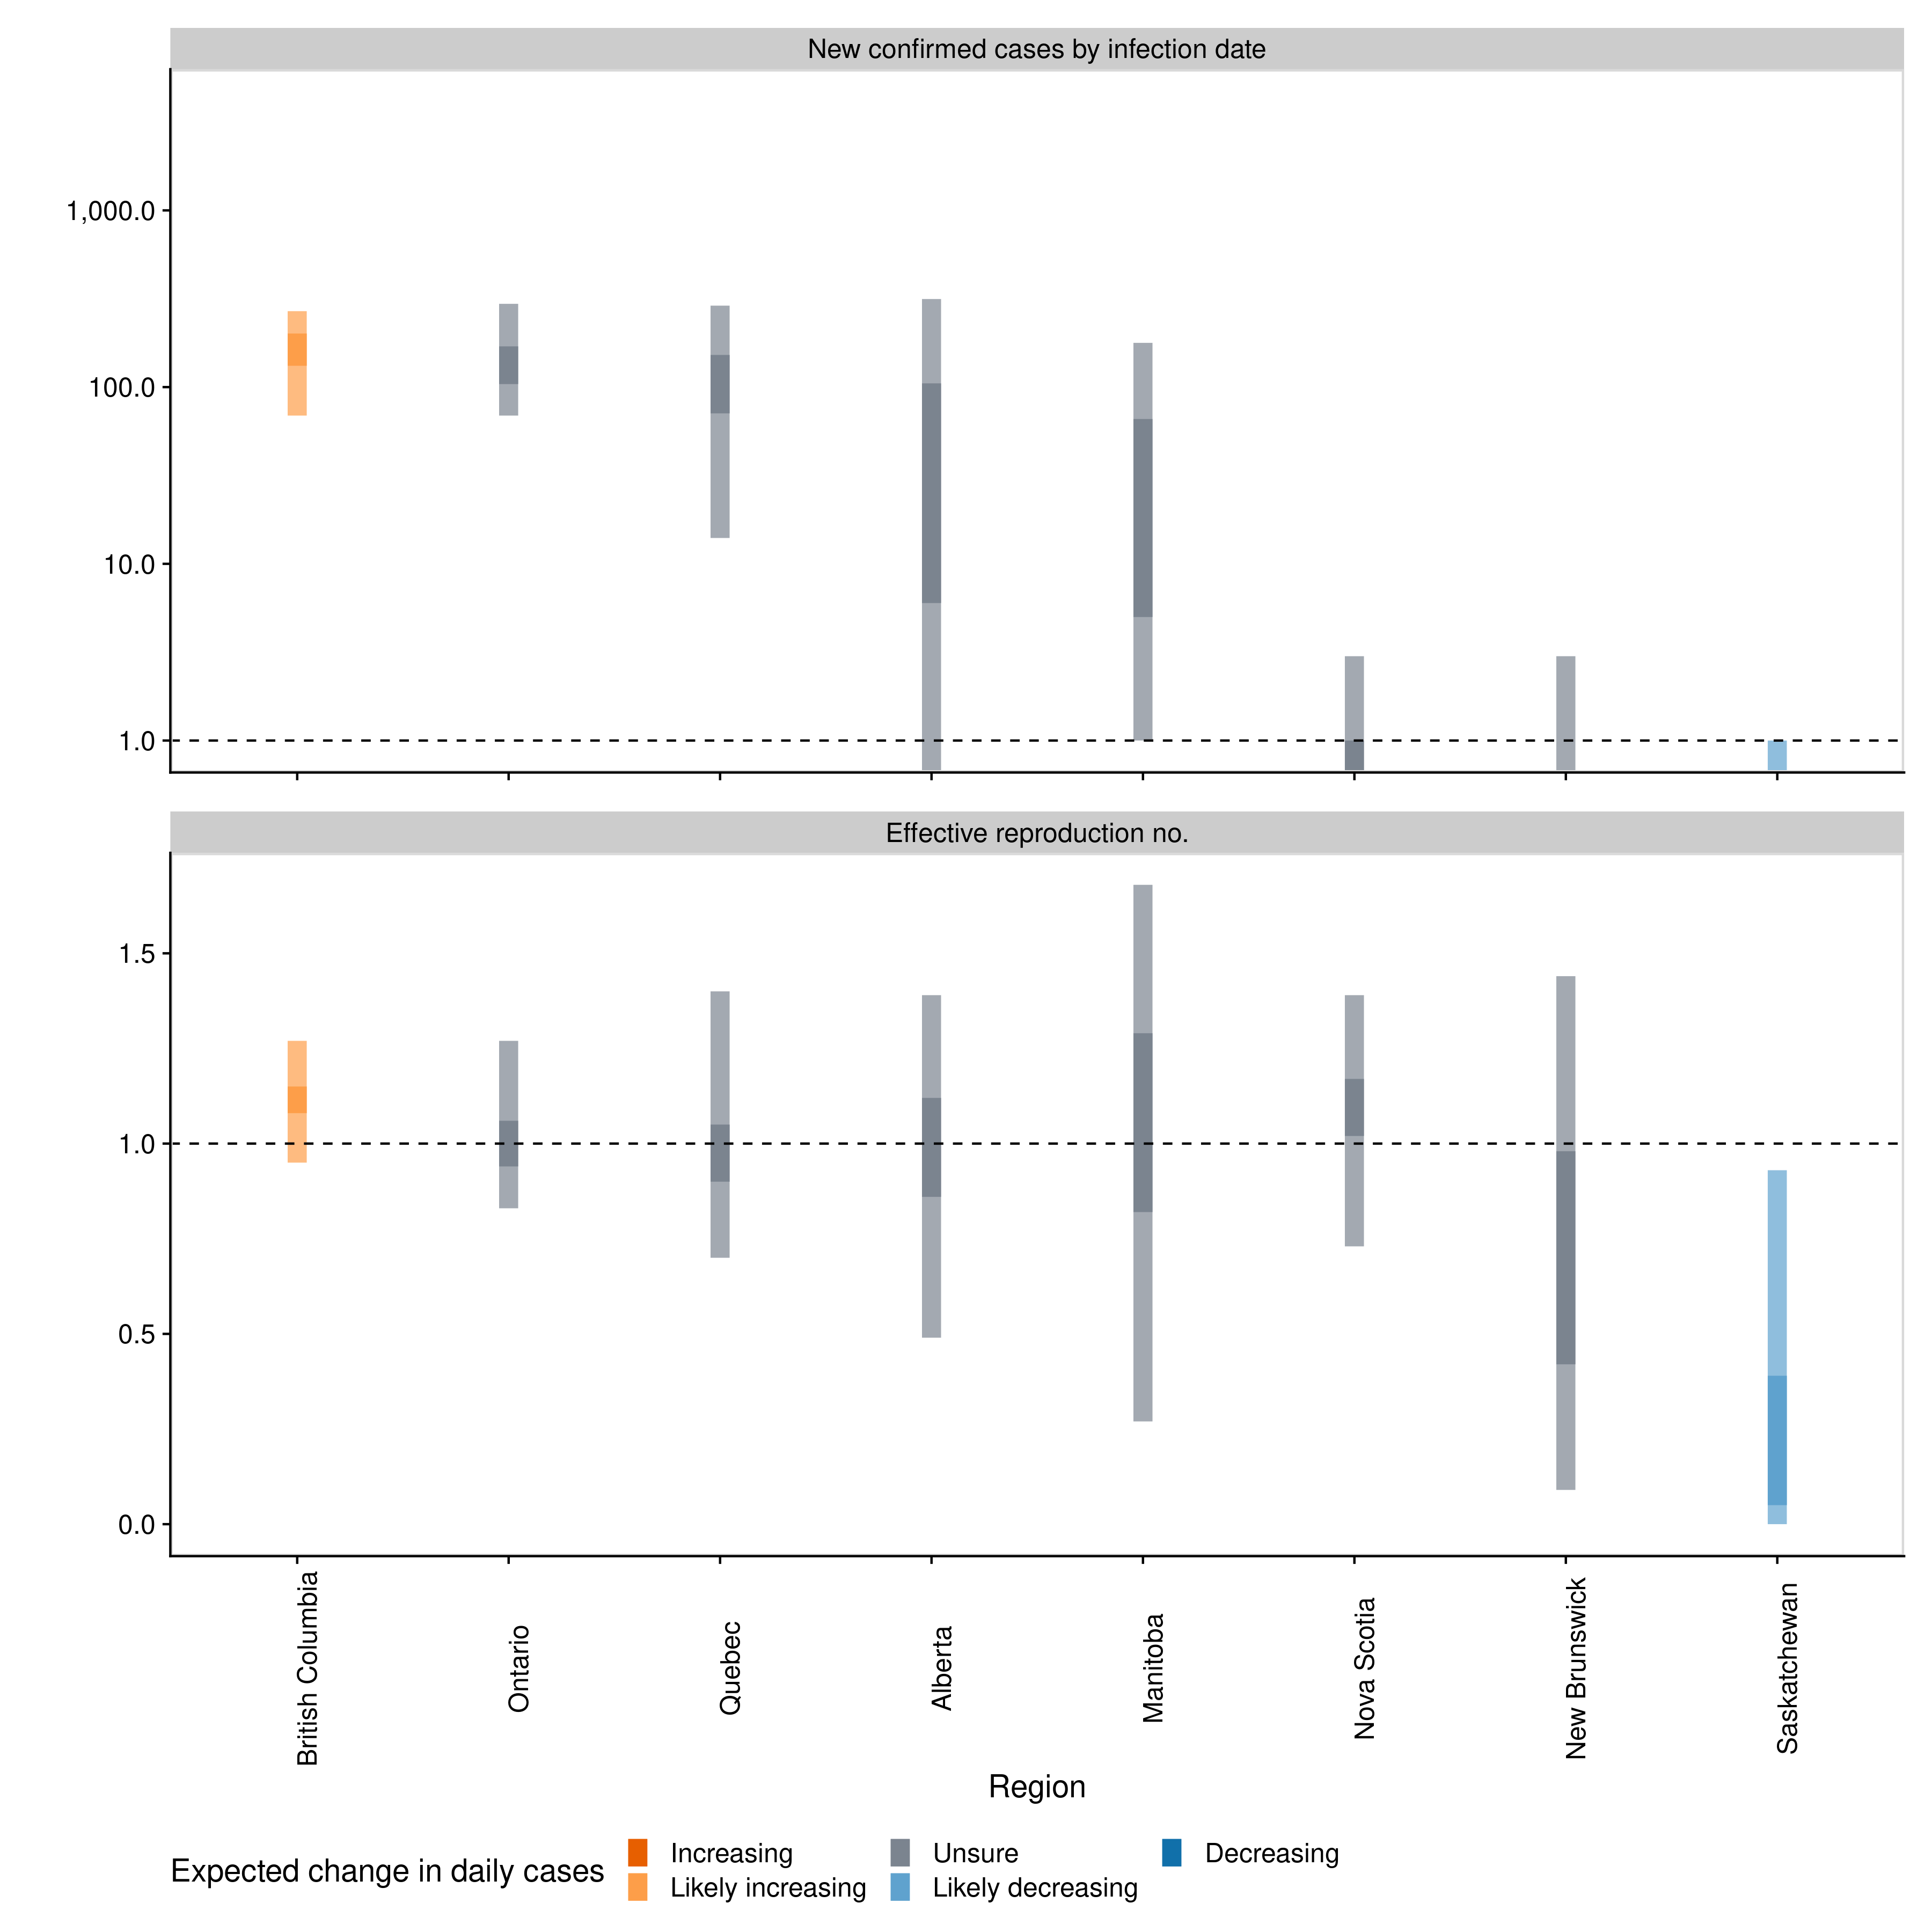 New confirmed cases by infection date
1,000.0
100.0
10.0
1.0
Effective reproduction no.
1.5
1.0
0.5
0.0
British Columbia
Ontario
Quebec
Alberta
Manitoba
Nova Scotia
New Brunswick
Saskatchewan
Region
Expected change in daily cases
Increasing
Likely increasing
Unsure
Likely decreasing
Decreasing